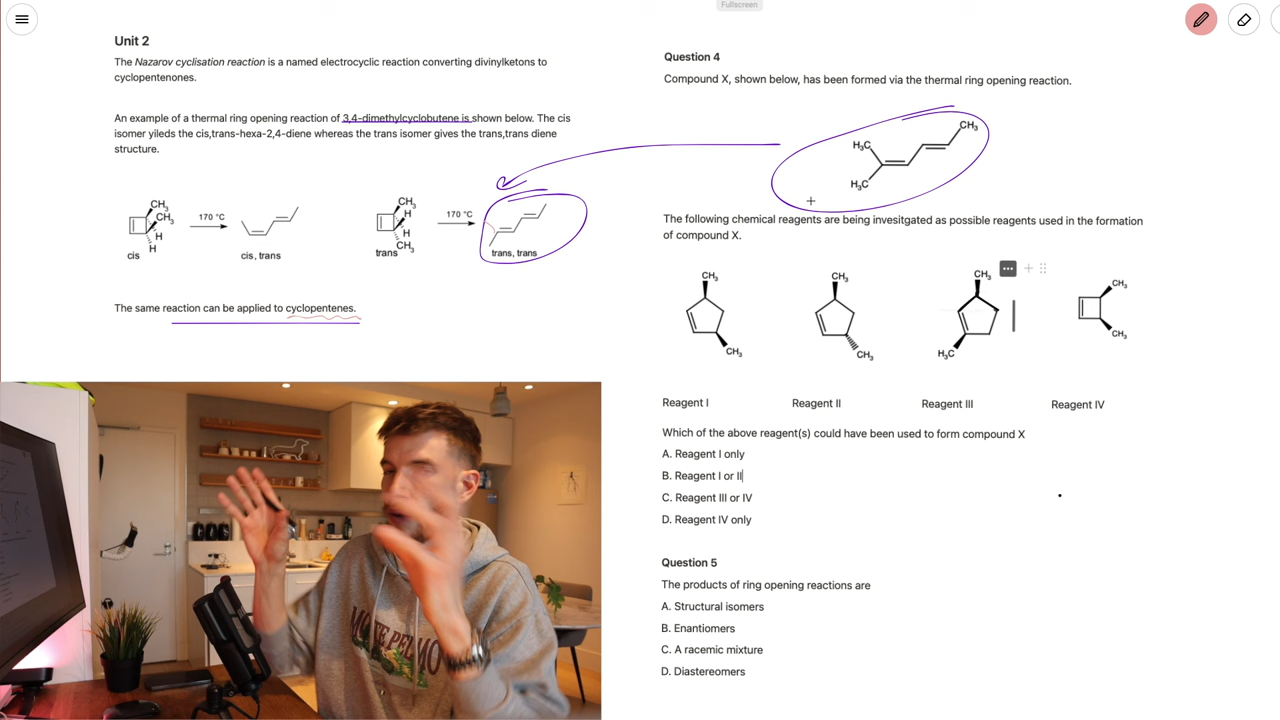 Fullscreen
Unit 2
The Nazarov cyclisation reaction is a named electrocyclic reaction converting divinylketons to
cyclopentenones.
An example of a thermal ring opening reaction of 3,4-dimethylcyclobutene is shown below. The cis
isomer yileds the cis,trans-hexa-2,4-diene whereas the trans isomer gives the trans,trans diene
structure.
CH₃
CH₃
H
H
cis
170 °C
cis, trans
CH₃
H
H
CH₃
trans
170 °C
trans, trans
The same reaction can be applied to cyclopentenes.
Question 4
Compound X, shown below, has been formed via the thermal ring opening reaction.
CH₃
H₃C
H₃C
The following chemical reagents are being invesitgated as possible reagents used in the formation
of compound X.
CH₃
CH₃
CH₃
CH₃
CH₃
H₃C
CH₃
CH₃
Reagent I
Reagent II
Reagent III
Reagent IV
Which of the above reagent(s) could have been used to form compound X
A. Reagent I only
B. Reagent I or II
C. Reagent III or IV
D. Reagent IV only
Question 5
The products of ring opening reactions are
A. Structural isomers
B. Enantiomers
C. A racemic mixture
D. Diastereomers